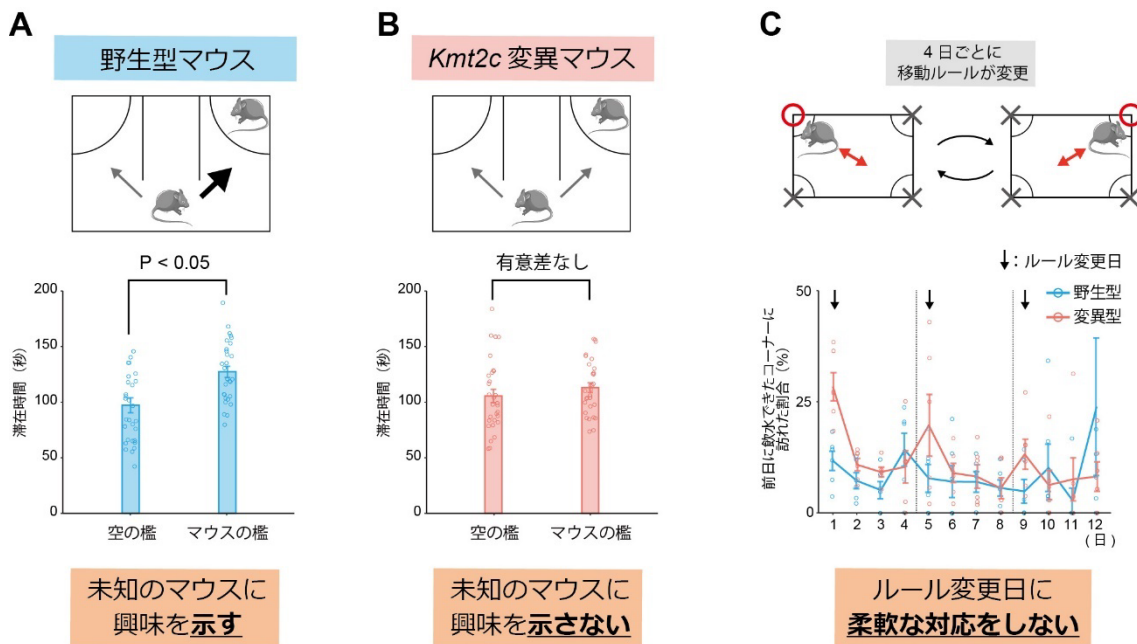 A
野生型マウス
P < 0.05
200
150
100
50
0
滞在時間（秒）
空の檻
マウスの檻
未知のマウスに
興味を示す
B
Kmt2c 変異マウス
有意差なし
200
150
100
50
0
滞在時間（秒）
空の檻
マウスの檻
未知のマウスに
興味を示さない
C
4 日ごとに
移動ルールが変更
↓：ルール変更日
野生型
変異型
50
25
0
前日に飲水できたコーナーに
訪れた割合（%）
1 2 3 4 5 6 7 8 9 10 11 12
（日）
ルール変更日に
柔軟な対応をしない